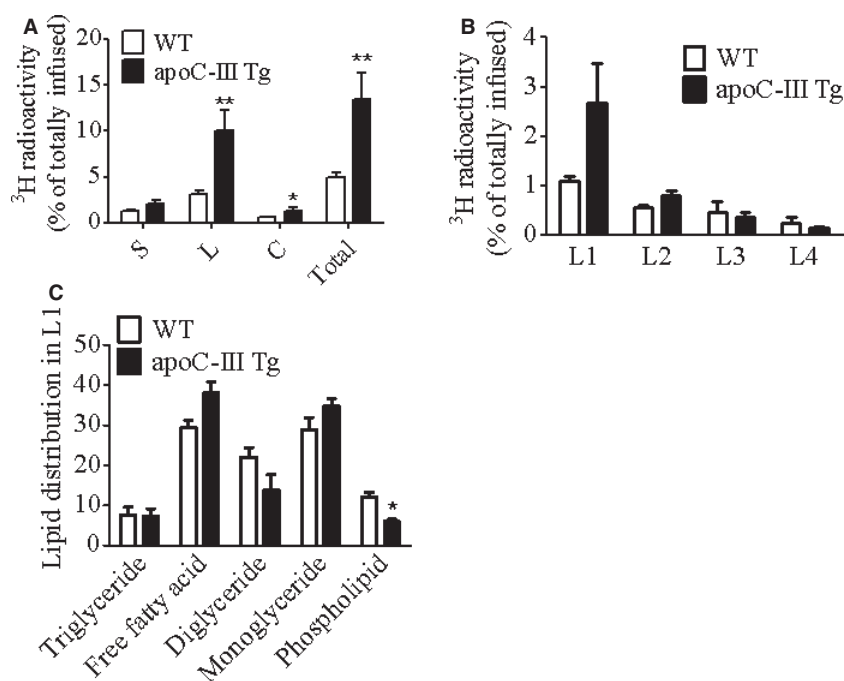 A
³H radioactivity
(% of totally infused)
20
15
10
5
0
WT
apoC-III Tg
**
*
**
S
L
C
Total
B
³H radioactivity
(% of totally infused)
4
3
2
1
0
WT
apoC-III Tg
L1
L2
L3
L4
C
Lipid distribution in L1
50
40
30
20
10
0
WT
apoC-III Tg
*
Triglyceride
Free fatty acid
Diglyceride
Monoglyceride
Phospholipid